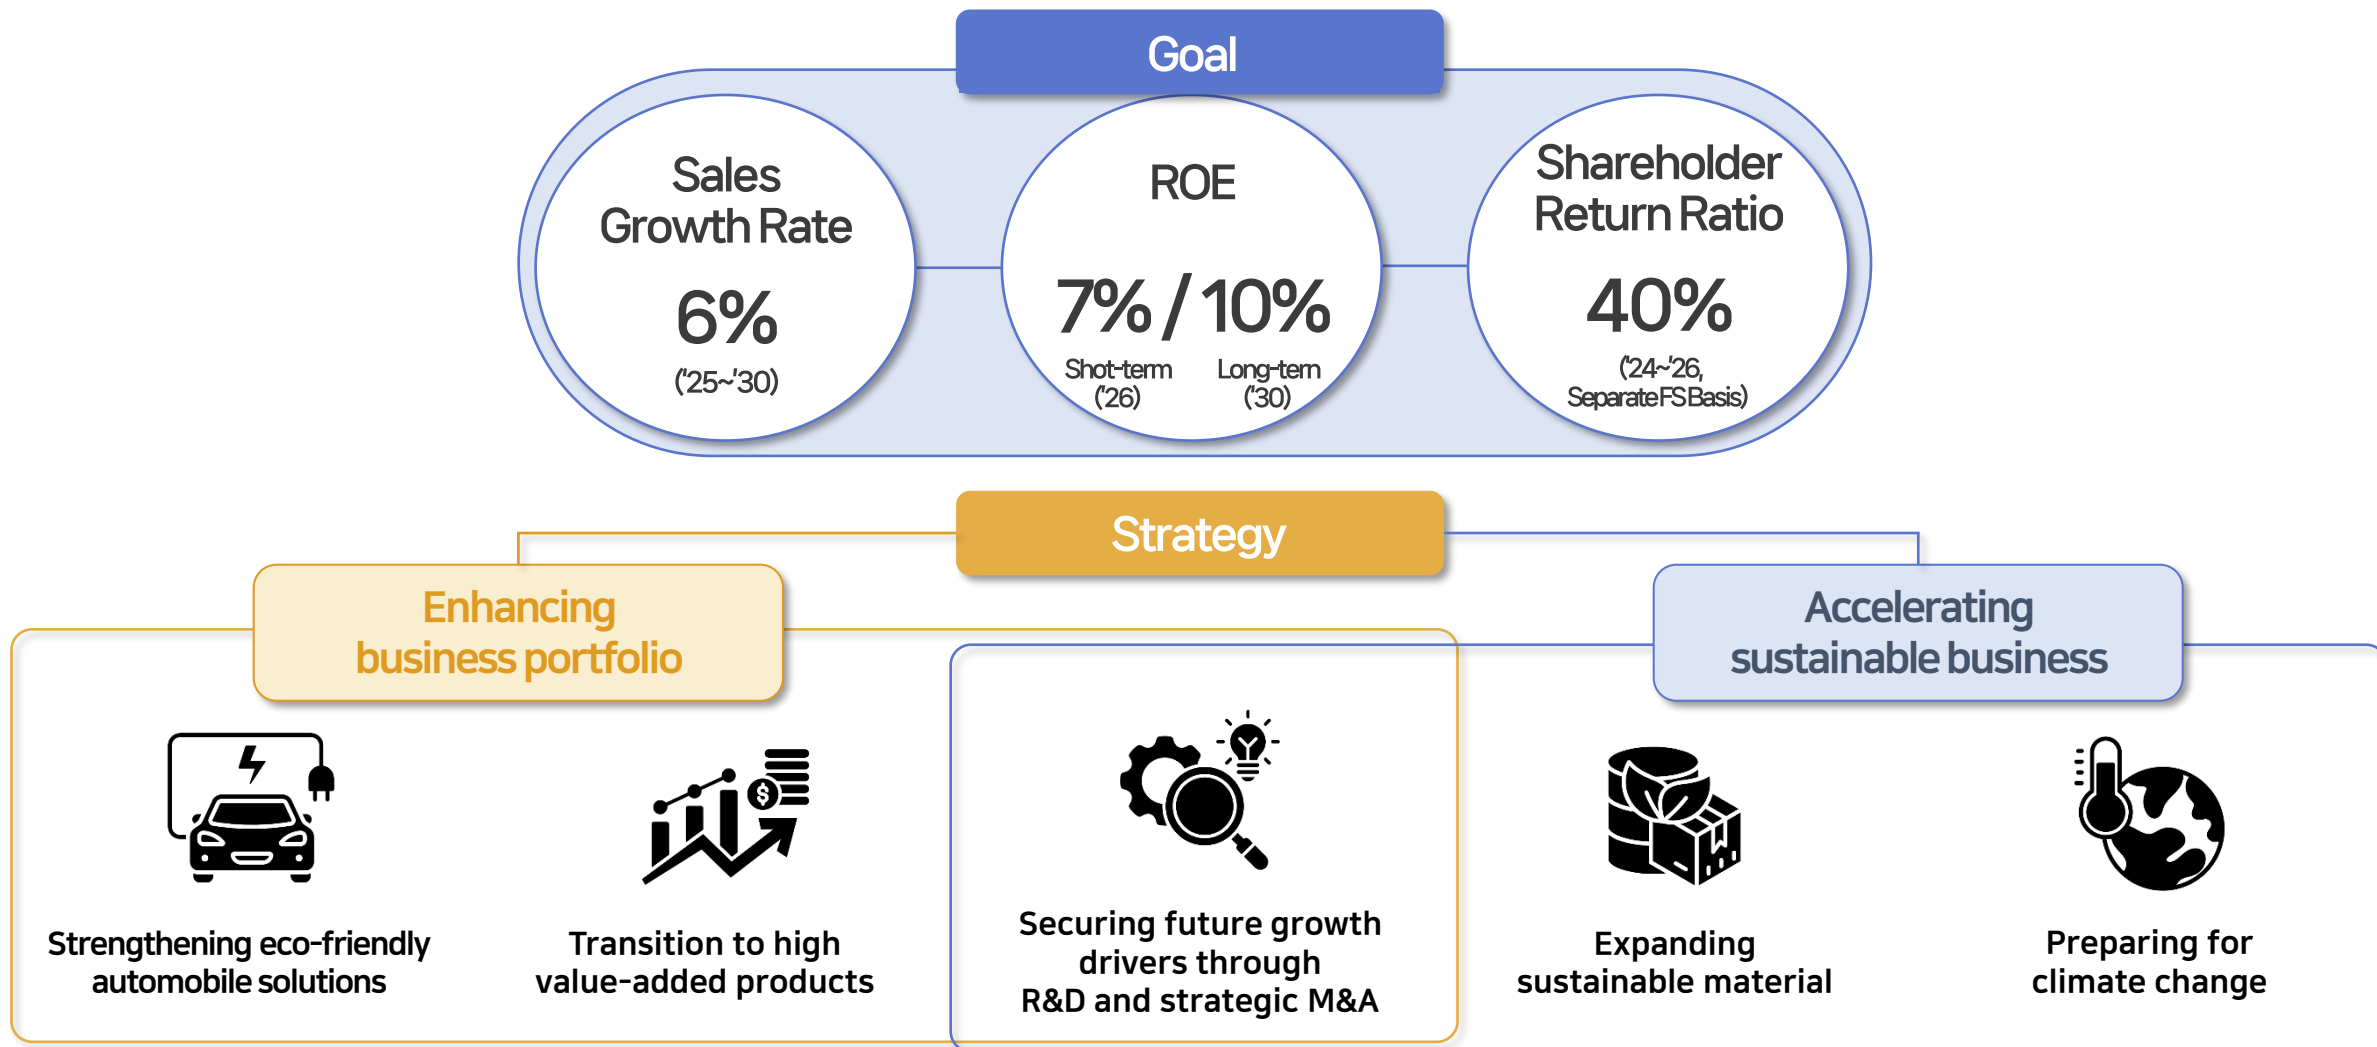 Goal
Sales
Growth Rate
6%
('25~'30)
ROE
7% / 10%
Shot-term
('26)
Long-tern
('30)
Shareholder
Return Ratio
40%
('24~'26,
Separate FS Basis)
Strategy
Enhancing
business portfolio
Accelerating
sustainable business
Strengthening eco-friendly
automobile solutions
Transition to high
value-added products
Securing future growth
drivers through
R&D and strategic M&A
Expanding
sustainable material
Preparing for
climate change